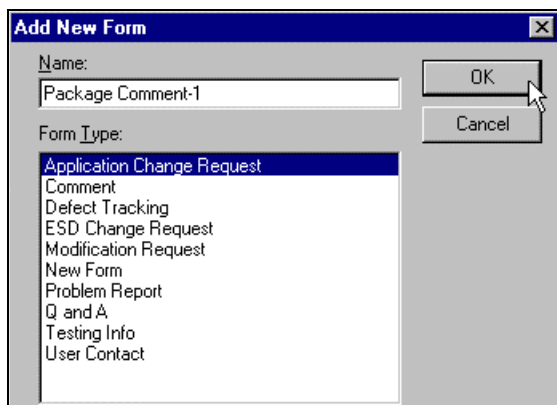 Add New Form
Name:
Package Comment-1
OK
Cancel
Form Type:
Application Change Request
Comment
Defect Tracking
ESD Change Request
Modification Request
New Form
Problem Report
Q and A
Testing Info
User Contact